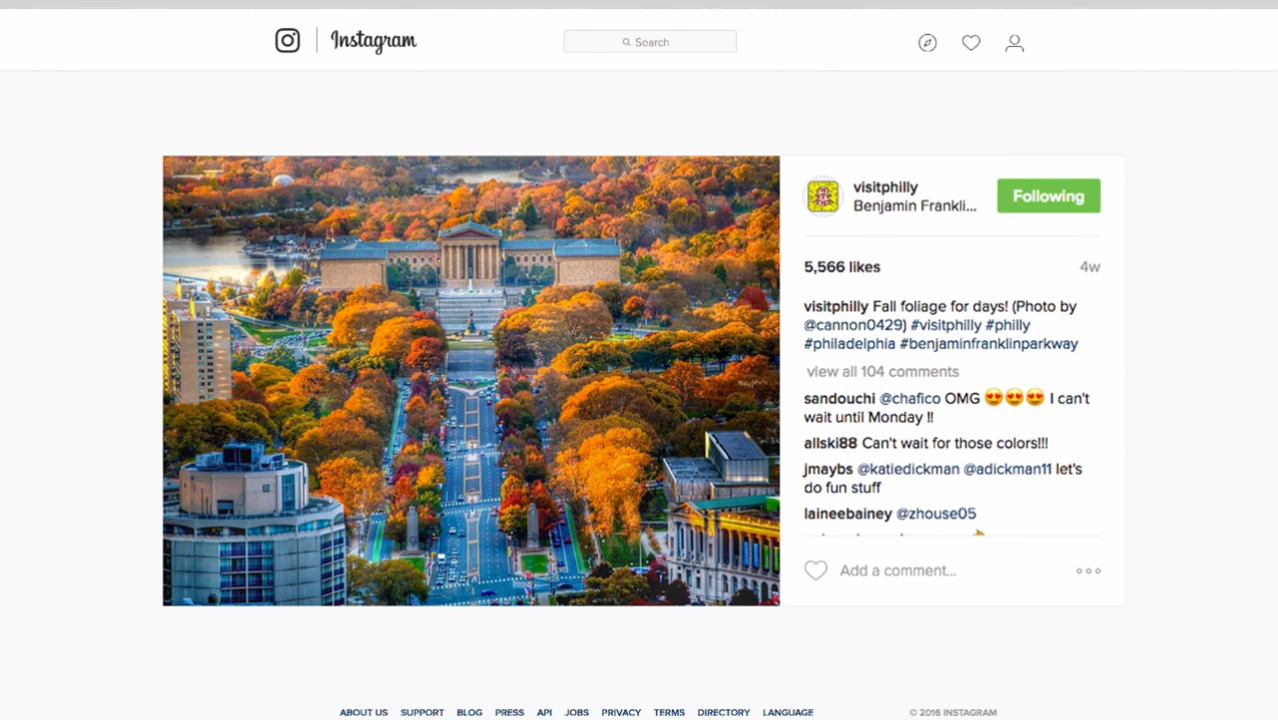 Instagram
Search
visitphilly
Benjamin Frankli...
Following
5,566 likes
4w
visitphilly Fall foliage for days! (Photo by
@cannon0429) #visitphilly #philly
#philadelphia #benjaminfranklinparkway
view all 104 comments
sandouchi @chafico OMG 😍😍😍 I can't
wait until Monday !!
allski88 Can't wait for those colors!!!
jmaybs @katiedickman @adickman11 let's
do fun stuff
laineebainey @zhouse05
Add a comment...
ABOUT US SUPPORT BLOG PRESS API JOBS PRIVACY TERMS DIRECTORY LANGUAGE
© 2016 INSTAGRAM